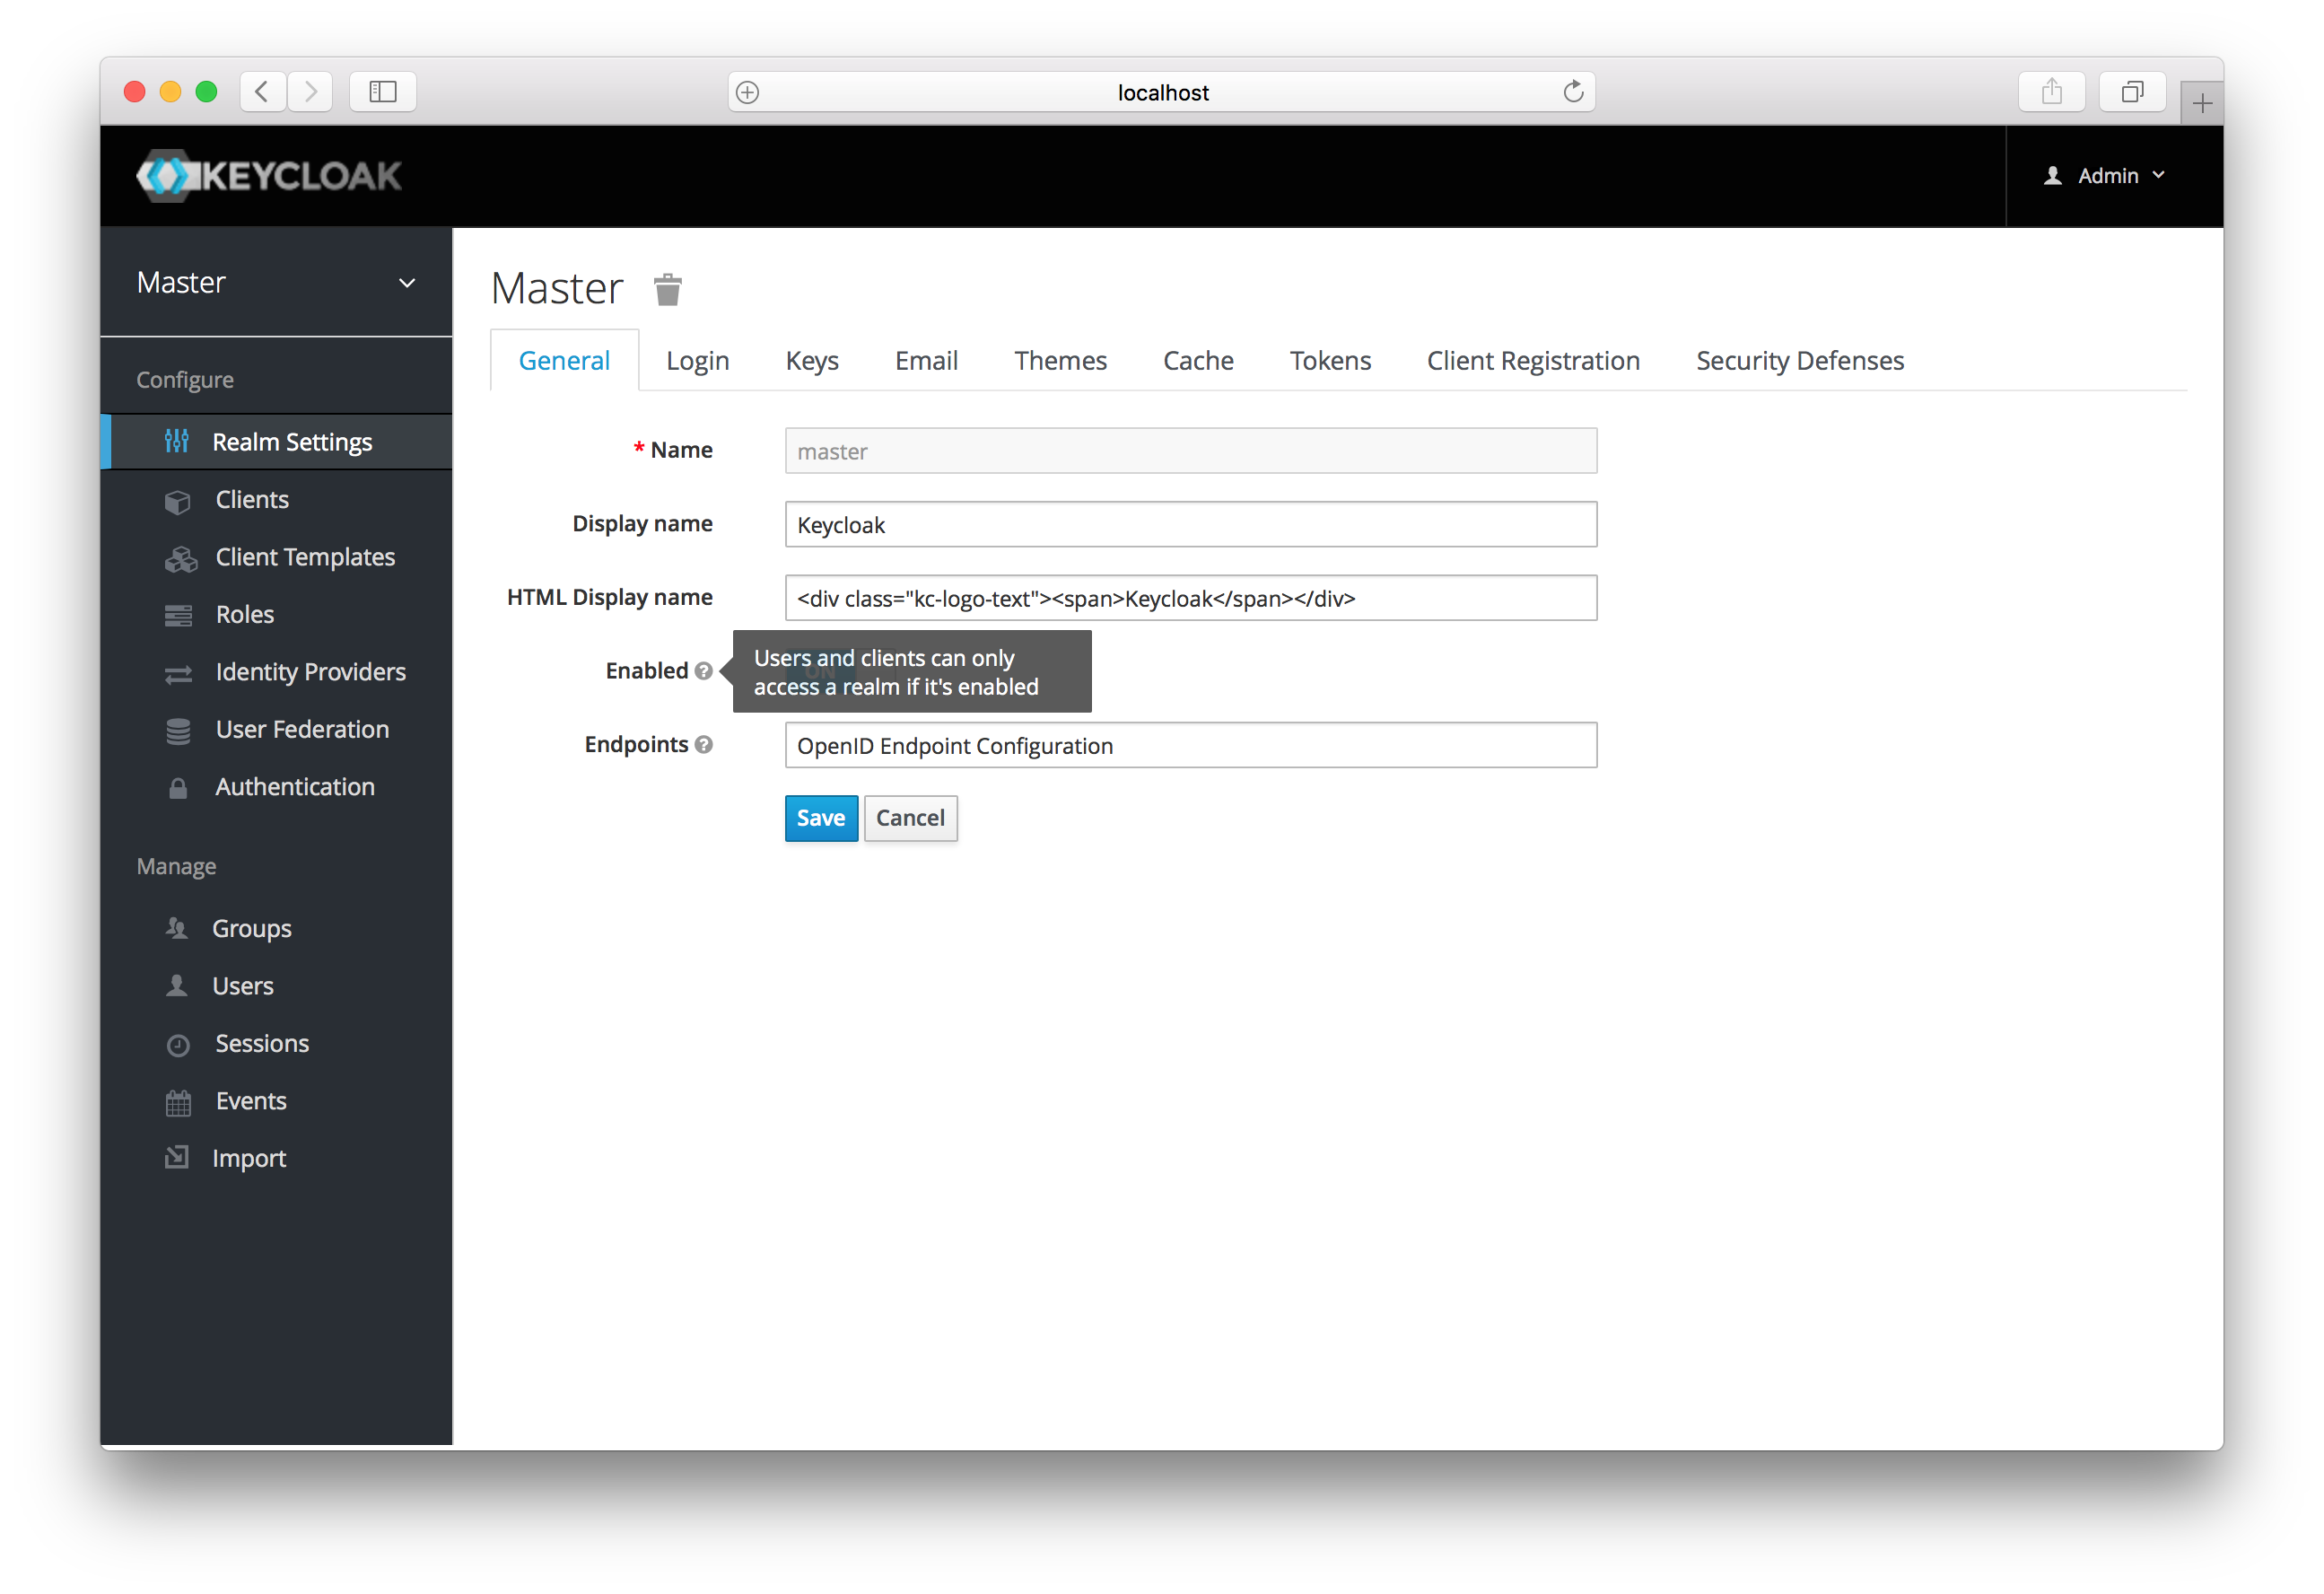 localhost
KEYCLOAK
Admin
Master
Configure
Realm Settings
Clients
Client Templates
Roles
Identity Providers
User Federation
Authentication
Manage
Groups
Users
Sessions
Events
Import
Master
General Login Keys Email Themes Cache Tokens Client Registration Security Defenses
* Name master
Display name Keycloak
HTML Display name <div class="kc-logo-text"><span>Keycloak</span></div>
Enabled ON
Users and clients can only
access a realm if it's enabled
Endpoints OpenID Endpoint Configuration
Save Cancel